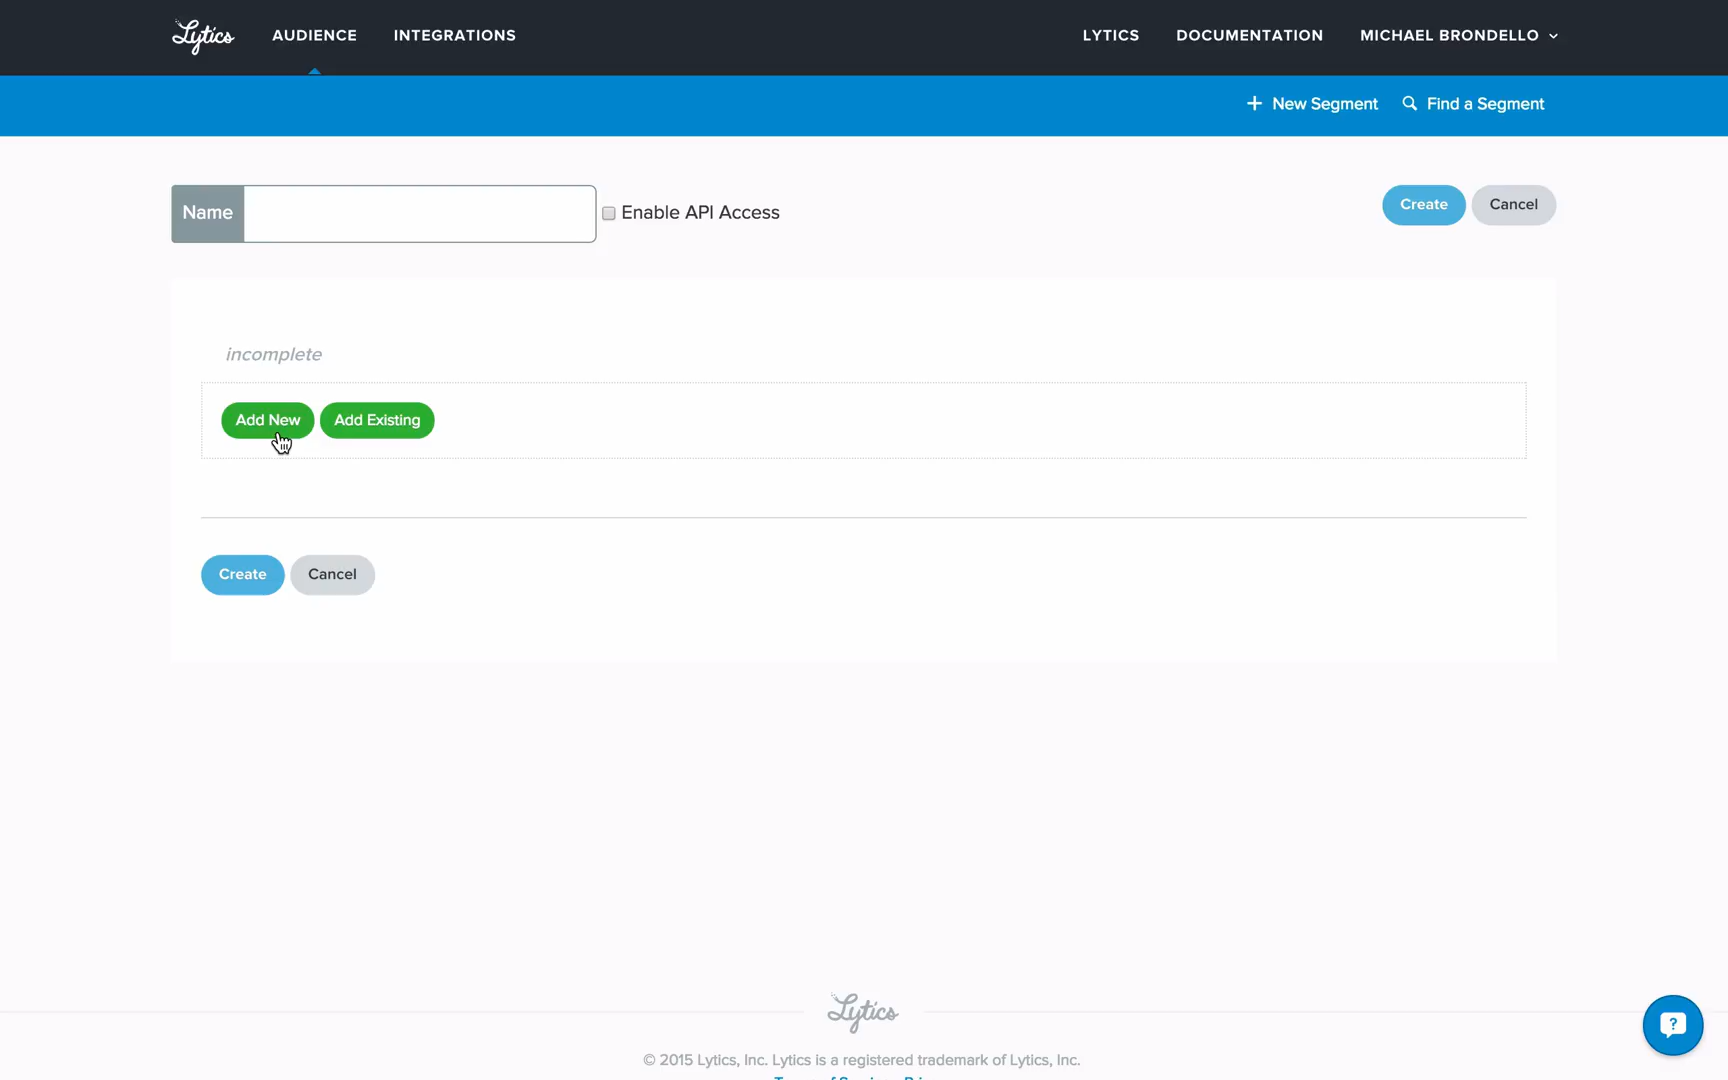 Lytics AUDIENCE INTEGRATIONS LYTICS DOCUMENTATION MICHAEL BRONDELLO
+ New Segment Find a Segment
Name Enable API Access Create Cancel
incomplete
Add New Add Existing
Create Cancel
Lytics
?
© 2015 Lytics, Inc. Lytics is a registered trademark of Lytics, Inc.